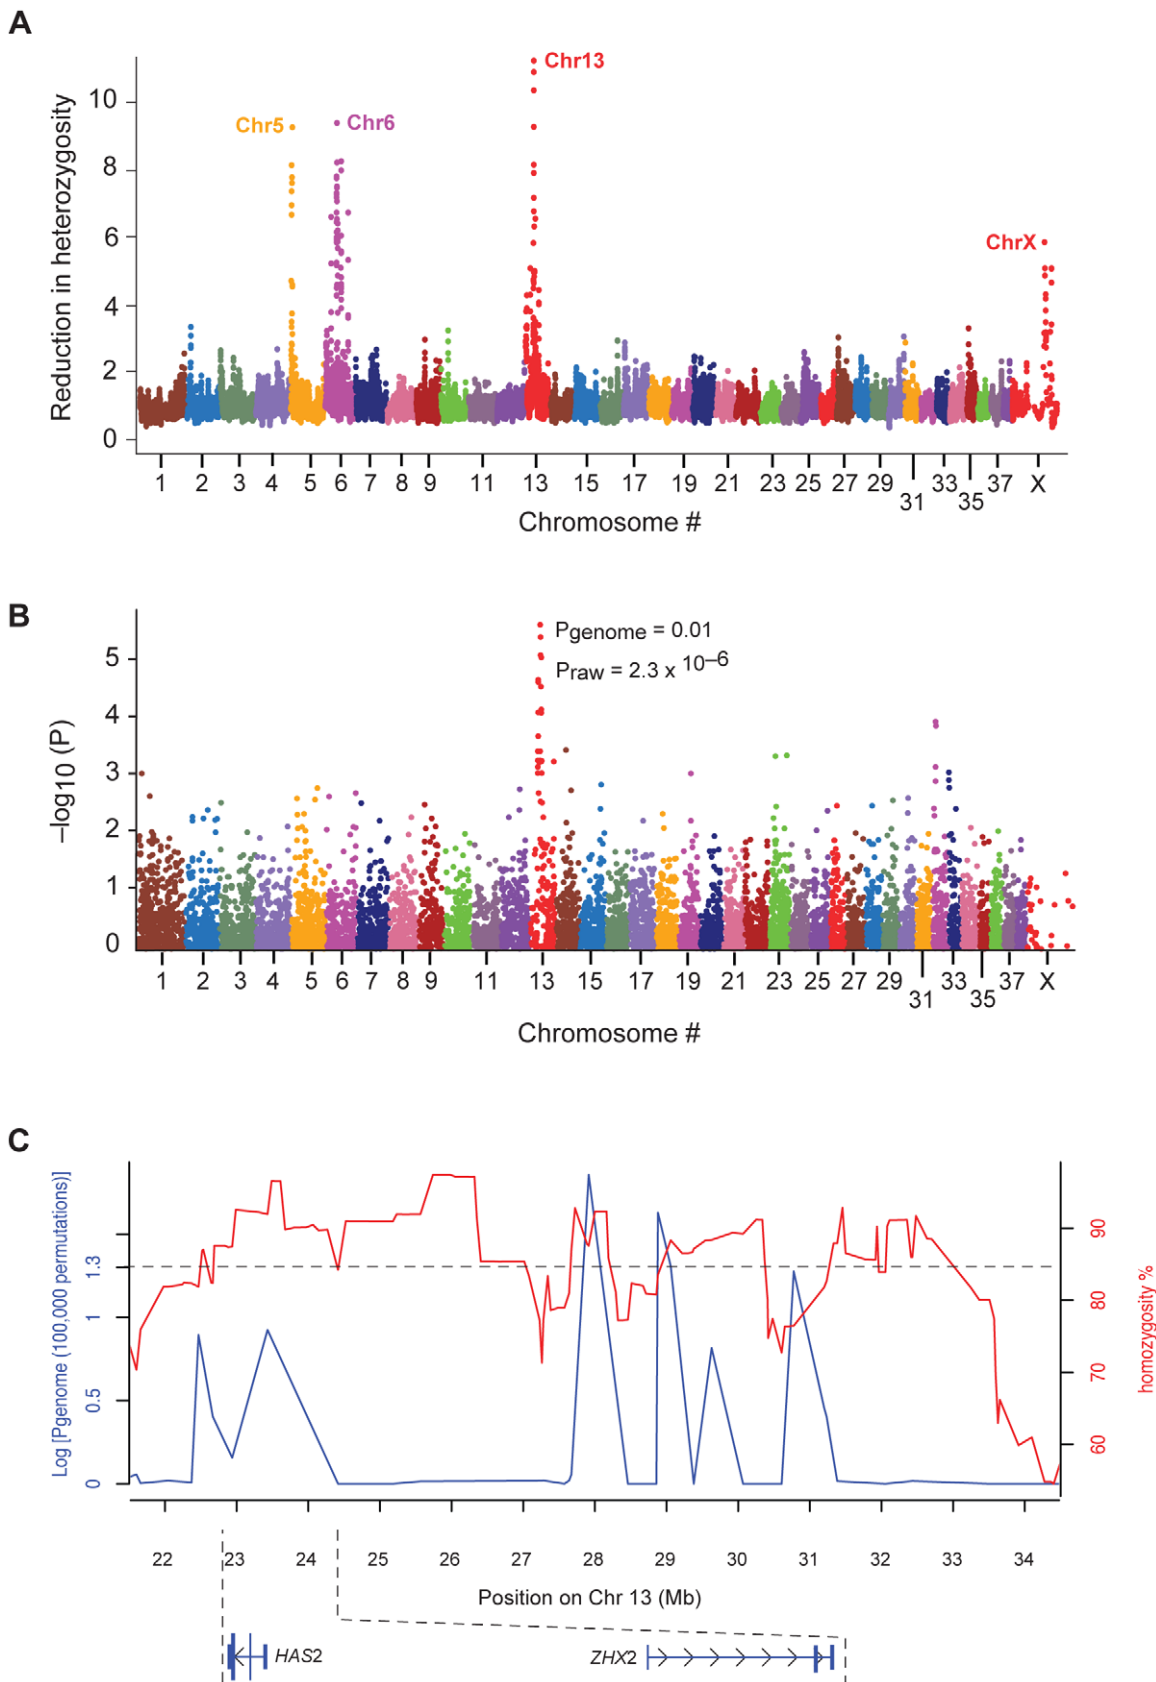 A
Reduction in heterozygosity
10
8
6
4
2
0
Chr5
Chr6
Chr13
ChrX
1 2 3 4 5 6 7 8 9 11 13 15 17 19 21 23 25 27 29 31 33 35 37 X
Chromosome #
B
–log10 (P)
5
4
3
2
1
0
Pgenome = 0.01
Praw = 2.3 x 10–6
1 2 3 4 5 6 7 8 9 11 13 15 17 19 21 23 25 27 29 31 33 35 37 X
Chromosome #
C
Log [Pgenome (100,000 permutations)]
1.3
1
0.5
0
90
80
70
60
homozygosity %
22 23 24 25 26 27 28 29 30 31 32 33 34
Position on Chr 13 (Mb)
HAS2
ZHX2